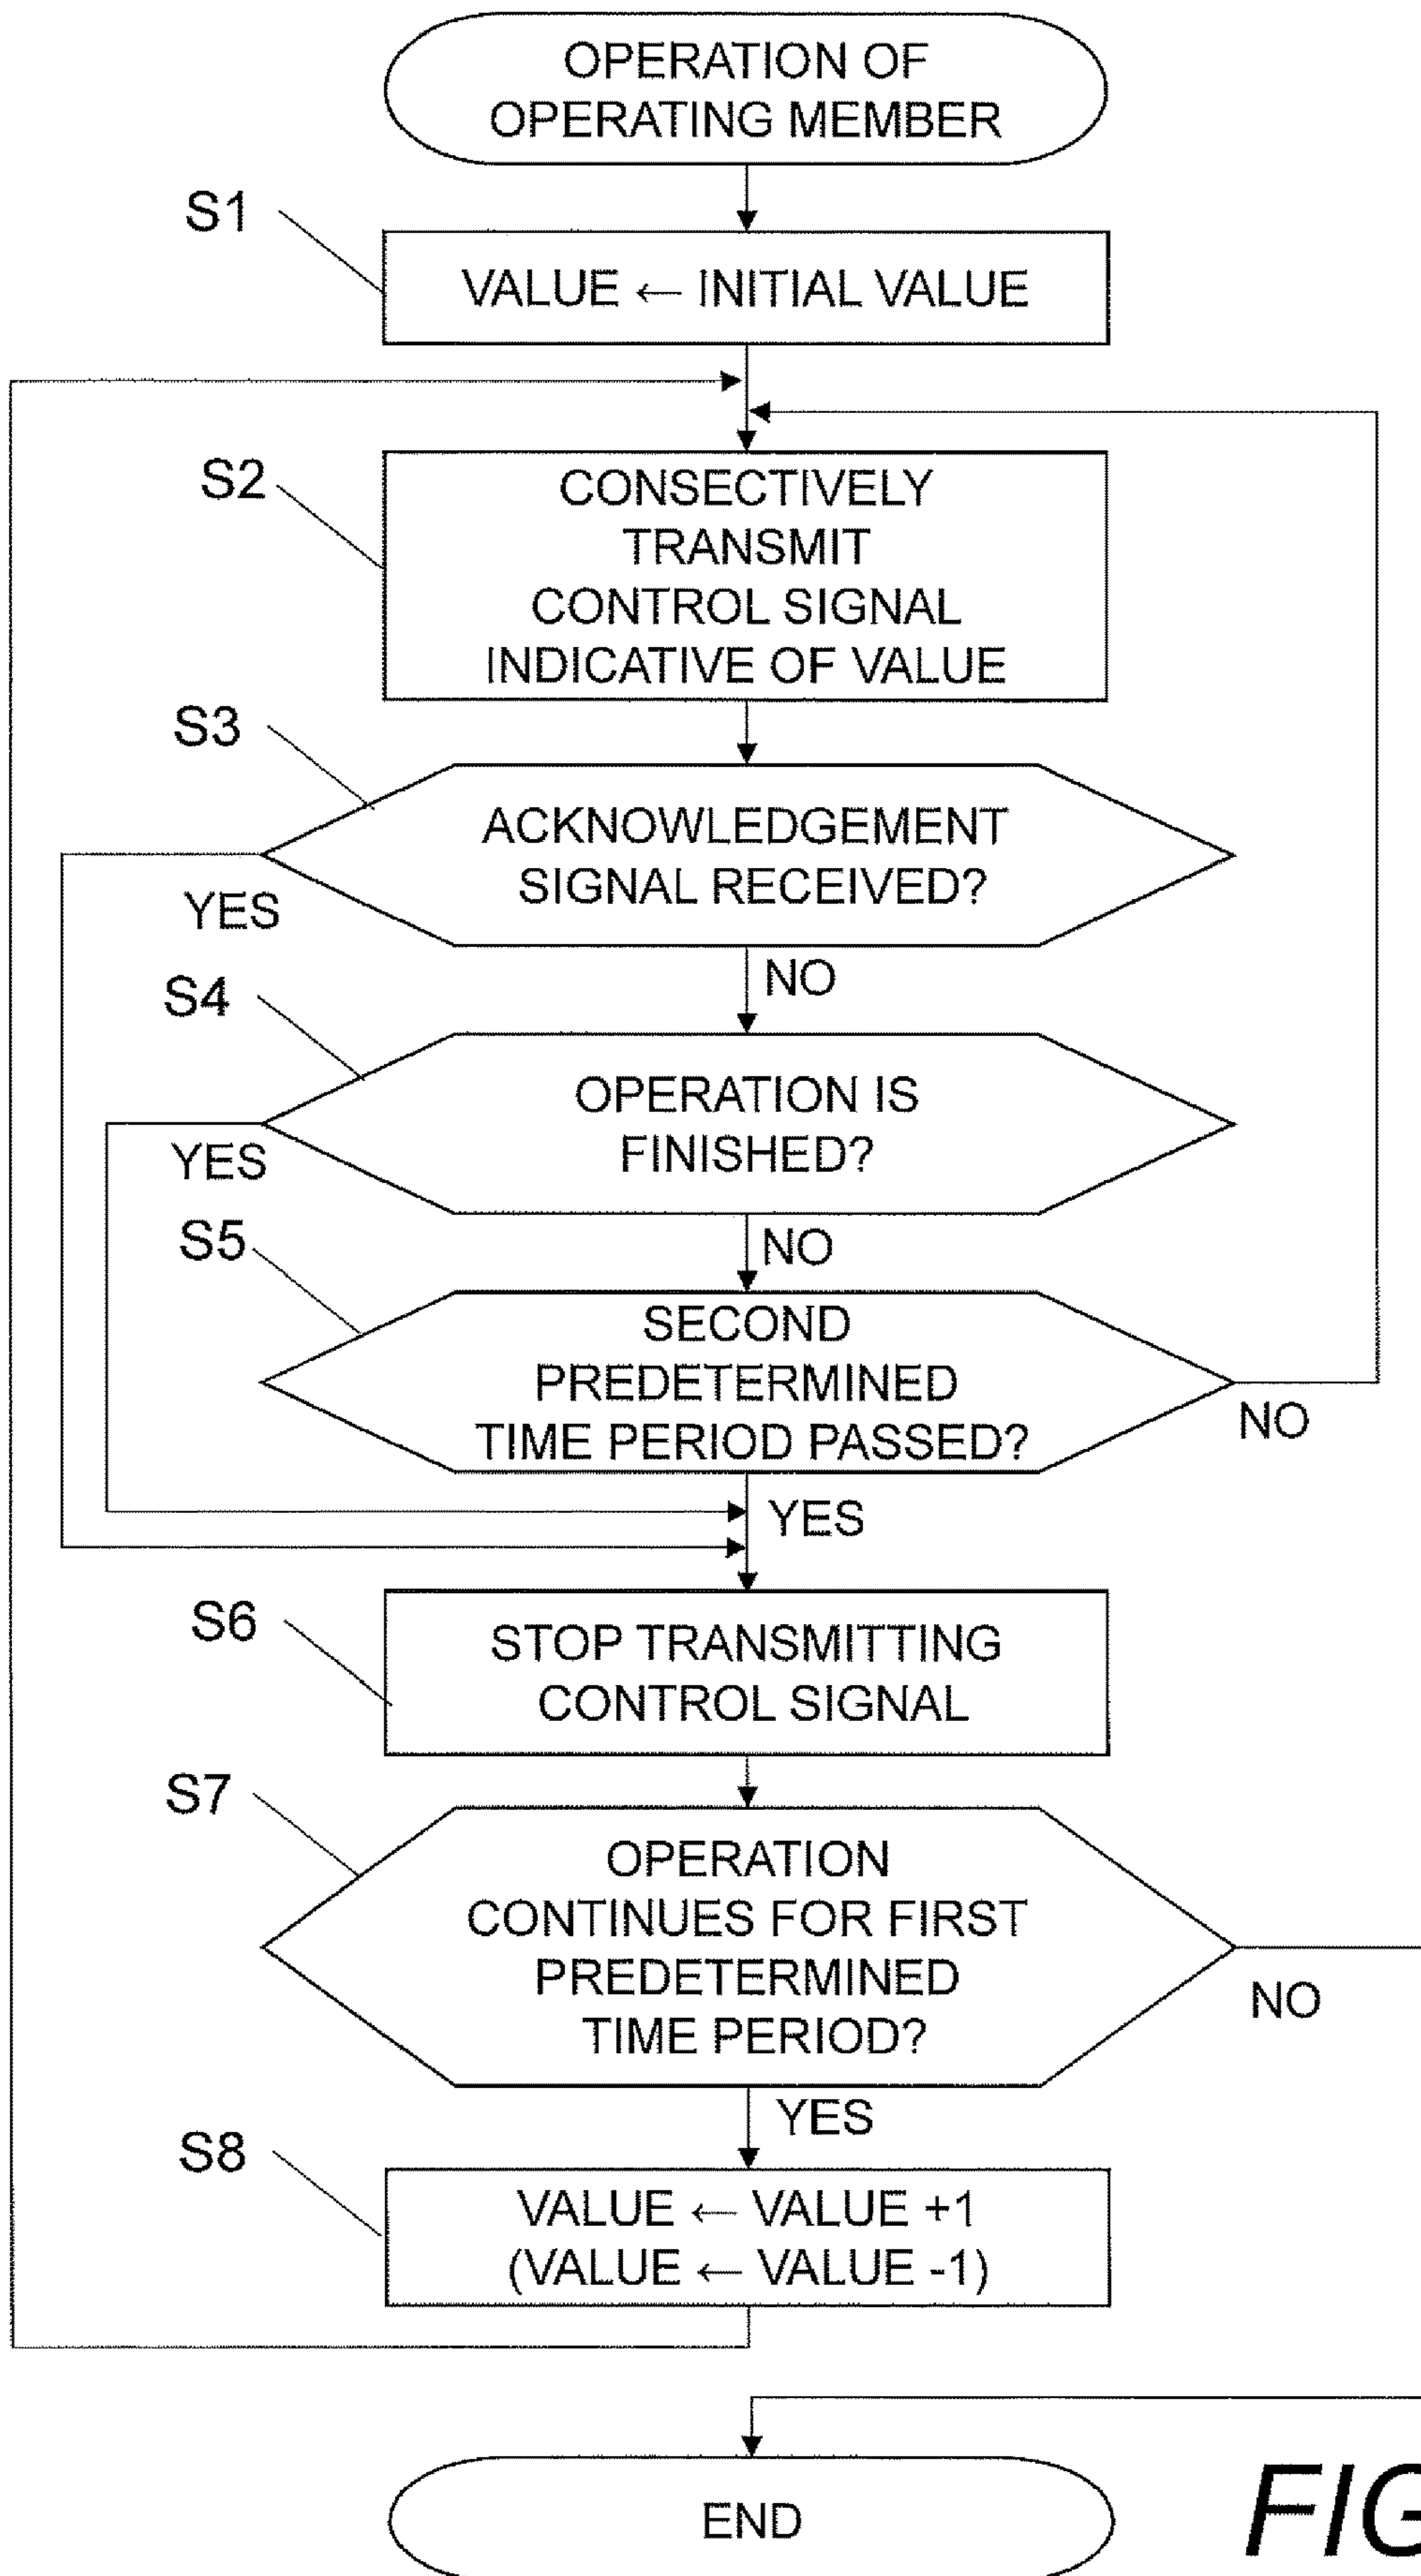 OPERATION OF
OPERATING MEMBER
S1
VALUE ← INITIAL VALUE
S2
CONSECTIVELY
TRANSMIT
CONTROL SIGNAL
INDICATIVE OF VALUE
S3
ACKNOWLEDGEMENT
SIGNAL RECEIVED?
YES
NO
S4
OPERATION IS
FINISHED?
YES
NO
S5
SECOND
PREDETERMINED
TIME PERIOD PASSED?
NO
YES
S6
STOP TRANSMITTING
CONTROL SIGNAL
S7
OPERATION
CONTINUES FOR FIRST
PREDETERMINED
TIME PERIOD?
NO
YES
S8
VALUE ← VALUE +1
(VALUE ← VALUE -1)
END
FIG